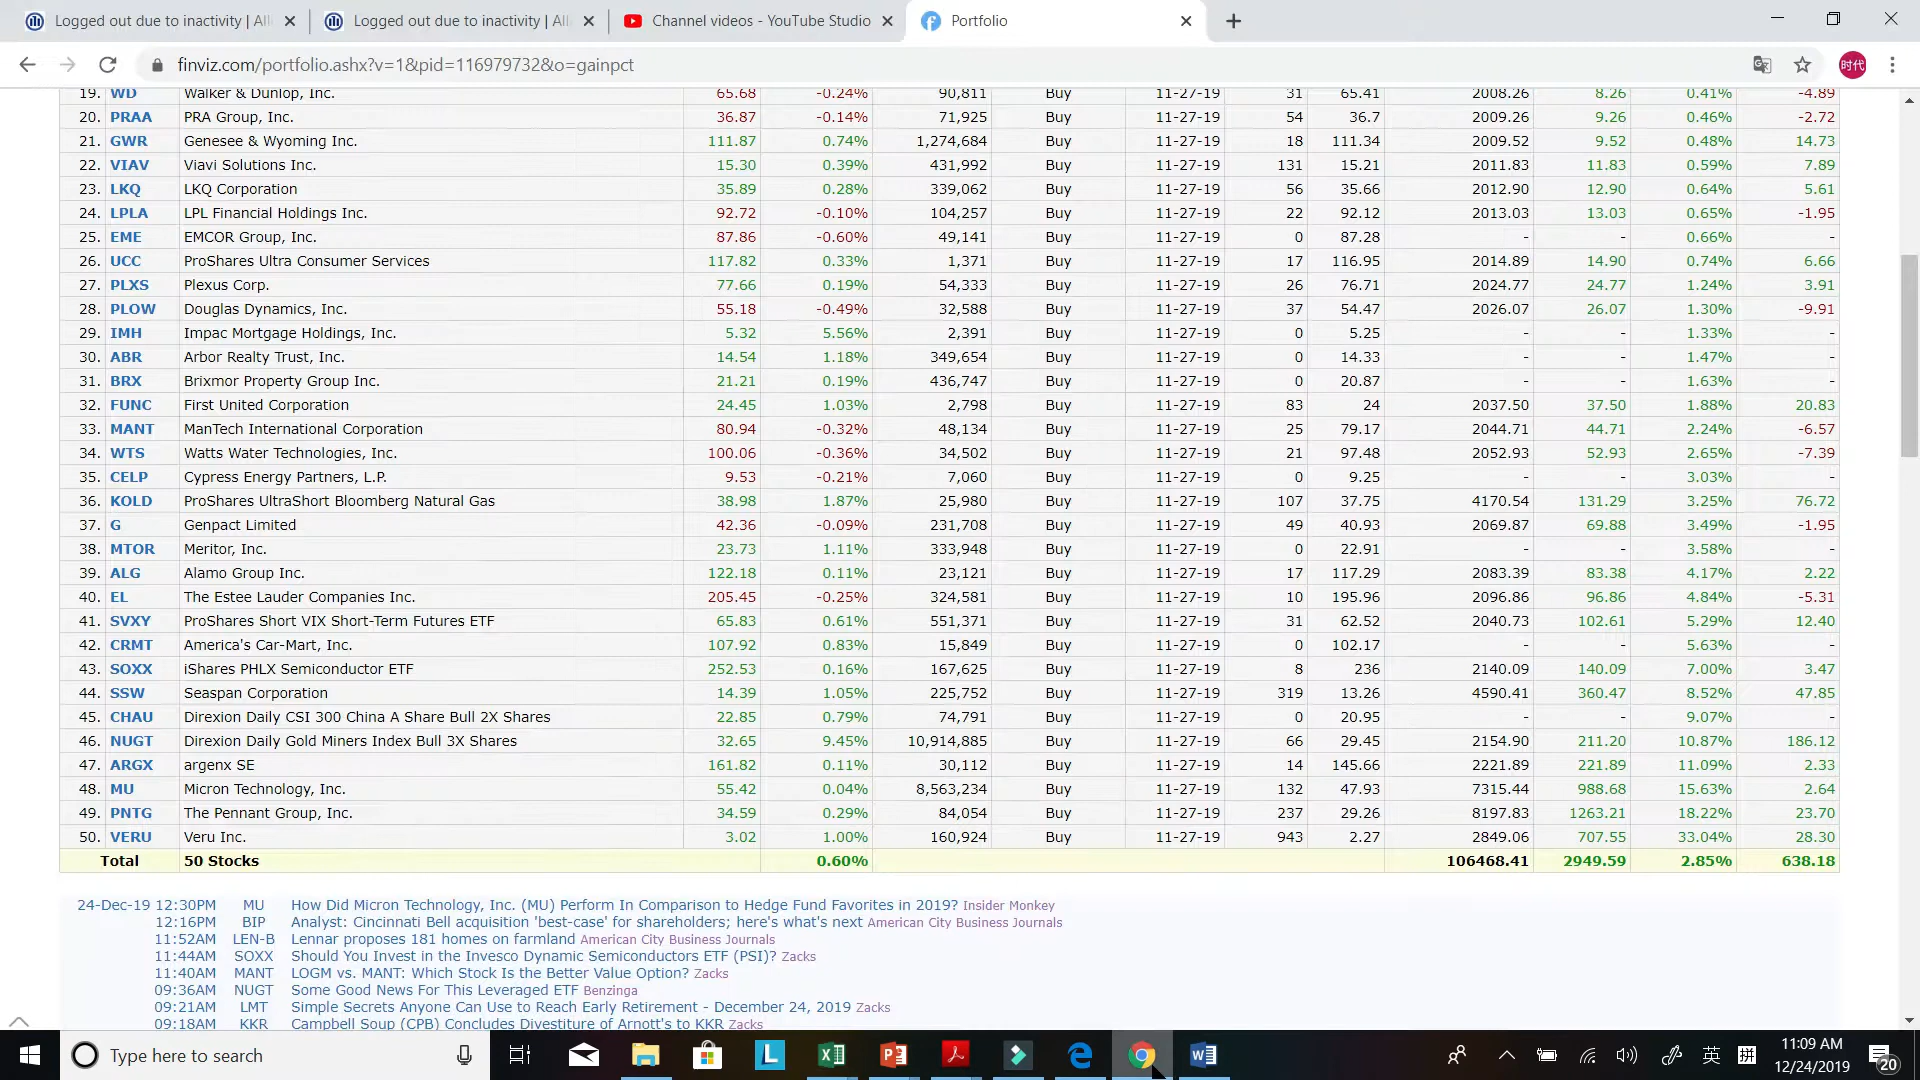 Logged out due to inactivity | All
Logged out due to inactivity | All
Channel videos - YouTube Studio
Portfolio
finviz.com/portfolio.ashx?v=1&pid=116979732&o=gainpct
时代
19. WD Walker & Dunlop, Inc. 65.68 -0.24% 90,811 Buy 11-27-19 31 65.41 2008.26 8.26 0.41% -4.89
20. PRAA PRA Group, Inc. 36.87 -0.14% 71,925 Buy 11-27-19 54 36.7 2009.26 9.26 0.46% -2.72
21. GWR Genesee & Wyoming Inc. 111.87 0.74% 1,274,684 Buy 11-27-19 18 111.34 2009.52 9.52 0.48% 14.73
22. VIAV Viavi Solutions Inc. 15.30 0.39% 431,992 Buy 11-27-19 131 15.21 2011.83 11.83 0.59% 7.89
23. LKQ LKQ Corporation 35.89 0.28% 339,062 Buy 11-27-19 56 35.66 2012.90 12.90 0.64% 5.61
24. LPLA LPL Financial Holdings Inc. 92.72 -0.10% 104,257 Buy 11-27-19 22 92.12 2013.03 13.03 0.65% -1.95
25. EME EMCOR Group, Inc. 87.86 -0.60% 49,141 Buy 11-27-19 0 87.28 - - 0.66% -
26. UCC ProShares Ultra Consumer Services 117.82 0.33% 1,371 Buy 11-27-19 17 116.95 2014.89 14.90 0.74% 6.66
27. PLXS Plexus Corp. 77.66 0.19% 54,333 Buy 11-27-19 26 76.71 2024.77 24.77 1.24% 3.91
28. PLOW Douglas Dynamics, Inc. 55.18 -0.49% 32,588 Buy 11-27-19 37 54.47 2026.07 26.07 1.30% -9.91
29. IMH Impac Mortgage Holdings, Inc. 5.32 5.56% 2,391 Buy 11-27-19 0 5.25 - - 1.33% -
30. ABR Arbor Realty Trust, Inc. 14.54 1.18% 349,654 Buy 11-27-19 0 14.33 - - 1.47% -
31. BRX Brixmor Property Group Inc. 21.21 0.19% 436,747 Buy 11-27-19 0 20.87 - - 1.63% -
32. FUNC First United Corporation 24.45 1.03% 2,798 Buy 11-27-19 83 24 2037.50 37.50 1.88% 20.83
33. MANT ManTech International Corporation 80.94 -0.32% 48,134 Buy 11-27-19 25 79.17 2044.71 44.71 2.24% -6.57
34. WTS Watts Water Technologies, Inc. 100.06 -0.36% 34,502 Buy 11-27-19 21 97.48 2052.93 52.93 2.65% -7.39
35. CELP Cypress Energy Partners, L.P. 9.53 -0.21% 7,060 Buy 11-27-19 0 9.25 - - 3.03% -
36. KOLD ProShares UltraShort Bloomberg Natural Gas 38.98 1.87% 25,980 Buy 11-27-19 107 37.75 4170.54 131.29 3.25% 76.72
37. G Genpact Limited 42.36 -0.09% 231,708 Buy 11-27-19 49 40.93 2069.87 69.88 3.49% -1.95
38. MTOR Meritor, Inc. 23.73 1.11% 333,948 Buy 11-27-19 0 22.91 - - 3.58% -
39. ALG Alamo Group Inc. 122.18 0.11% 23,121 Buy 11-27-19 17 117.29 2083.39 83.38 4.17% 2.22
40. EL The Estee Lauder Companies Inc. 205.45 -0.25% 324,581 Buy 11-27-19 10 195.96 2096.86 96.86 4.84% -5.31
41. SVXY ProShares Short VIX Short-Term Futures ETF 65.83 0.61% 551,371 Buy 11-27-19 31 62.52 2040.73 102.61 5.29% 12.40
42. CRMT America's Car-Mart, Inc. 107.92 0.83% 15,849 Buy 11-27-19 0 102.17 - - 5.63% -
43. SOXX iShares PHLX Semiconductor ETF 252.53 0.16% 167,625 Buy 11-27-19 8 236 2140.09 140.09 7.00% 3.47
44. SSW Seaspan Corporation 14.39 1.05% 225,752 Buy 11-27-19 319 13.26 4590.41 360.47 8.52% 47.85
45. CHAU Direxion Daily CSI 300 China A Share Bull 2X Shares 22.85 0.79% 74,791 Buy 11-27-19 0 20.95 - - 9.07% -
46. NUGT Direxion Daily Gold Miners Index Bull 3X Shares 32.65 9.45% 10,914,885 Buy 11-27-19 66 29.45 2154.90 211.20 10.87% 186.12
47. ARGX argenx SE 161.82 0.11% 30,112 Buy 11-27-19 14 145.66 2221.89 221.89 11.09% 2.33
48. MU Micron Technology, Inc. 55.42 0.04% 8,563,234 Buy 11-27-19 132 47.93 7315.44 988.68 15.63% 2.64
49. PNTG The Pennant Group, Inc. 34.59 0.29% 84,054 Buy 11-27-19 237 29.26 8197.83 1263.21 18.22% 23.70
50. VERU Veru Inc. 3.02 1.00% 160,924 Buy 11-27-19 943 2.27 2849.06 707.55 33.04% 28.30
Total 50 Stocks 0.60% 106468.41 2949.59 2.85% 638.18
24-Dec-19 12:30PM MU How Did Micron Technology, Inc. (MU) Perform In Comparison to Hedge Fund Favorites in 2019? Insider Monkey
12:16PM BIP Analyst: Cincinnati Bell acquisition 'best-case' for shareholders; here's what's next American City Business Journals
11:52AM LEN-B Lennar proposes 181 homes on farmland American City Business Journals
11:44AM SOXX Should You Invest in the Invesco Dynamic Semiconductors ETF (PSI)? Zacks
11:40AM MANT LOGM vs. MANT: Which Stock Is the Better Value Option? Zacks
09:36AM NUGT Some Good News For This Leveraged ETF Benzinga
09:21AM LMT Simple Secrets Anyone Can Use to Reach Early Retirement - December 24, 2019 Zacks
09:18AM KKR Campbell Soup (CPB) Concludes Divestiture of Arnott's to KKR Zacks
Type here to search
英
拼
11:09 AM
12/24/2019
20